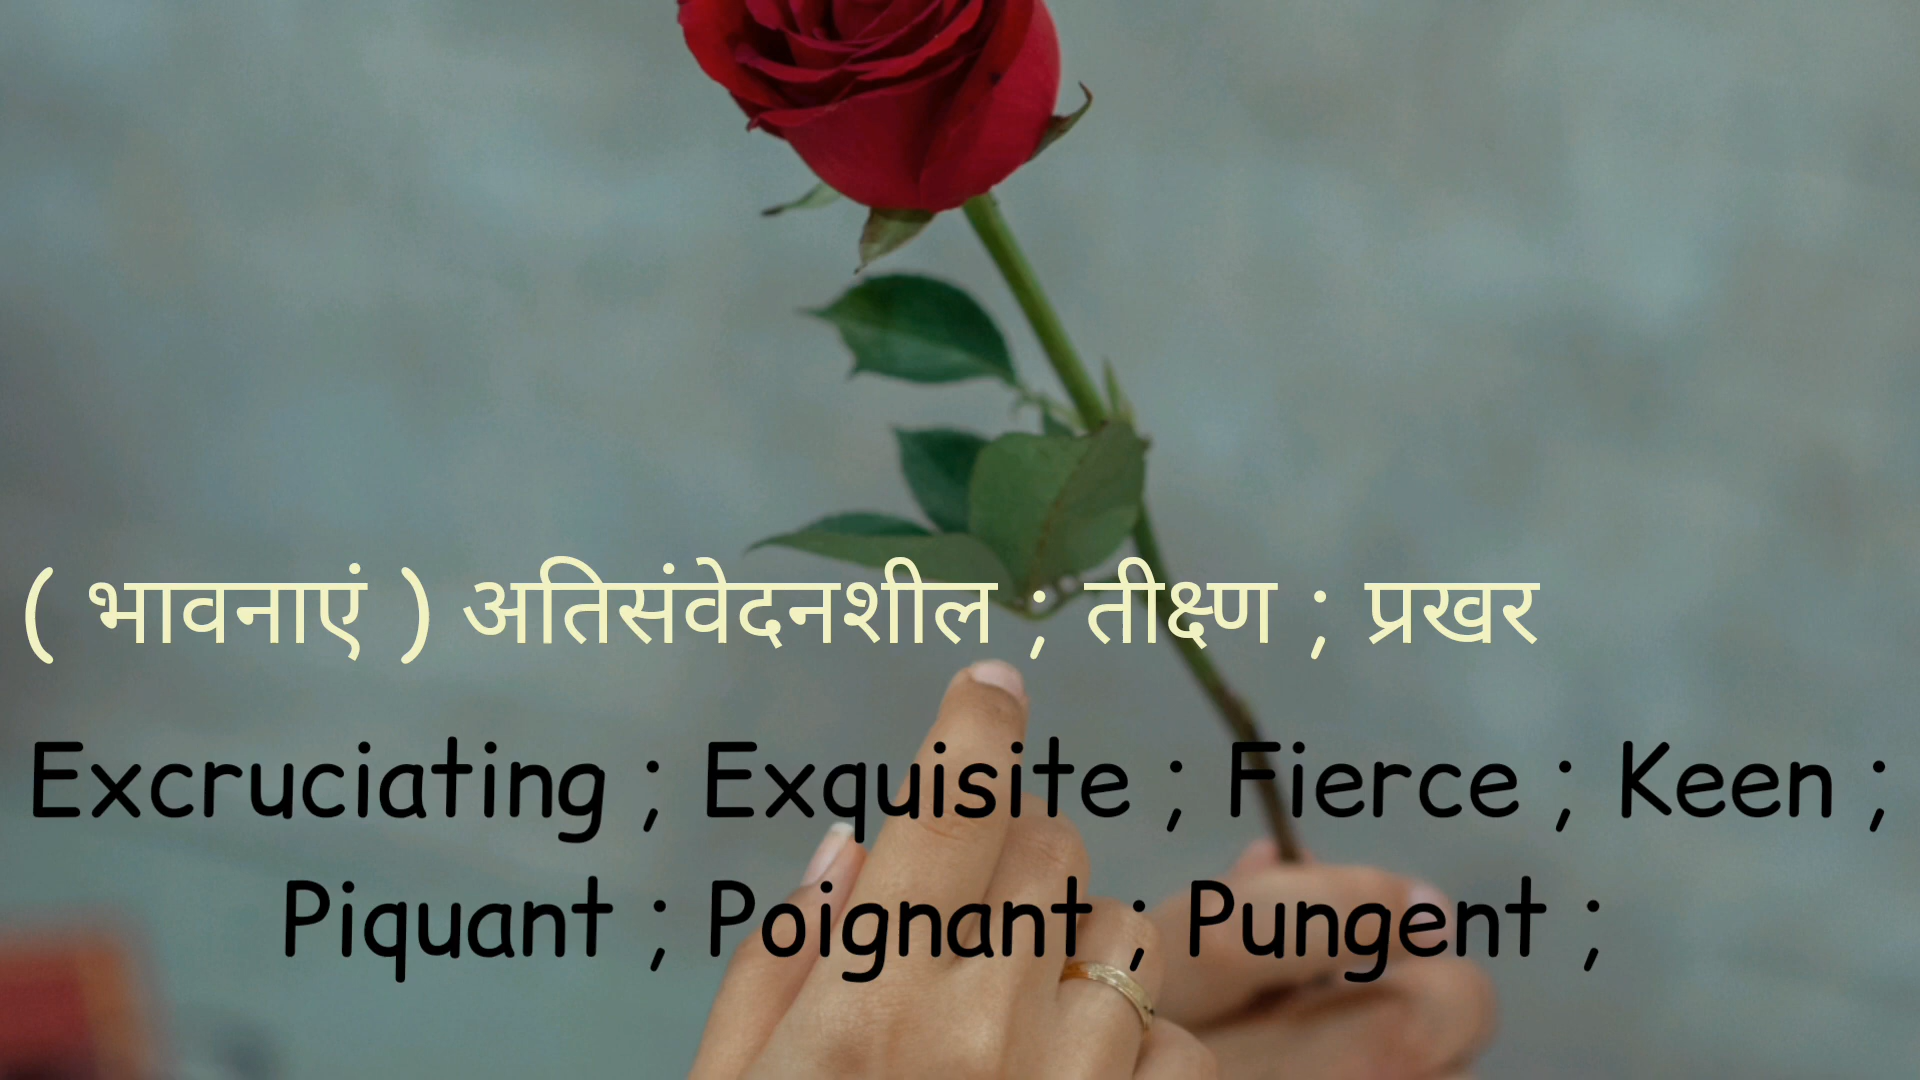 ( भावनाएं ) अतिसंवेदनशील ; तीक्ष्ण ; प्रखर
Excruciating ; Exquisite ; Fierce ; Keen ;
Piquant ; Poignant ; Pungent ;